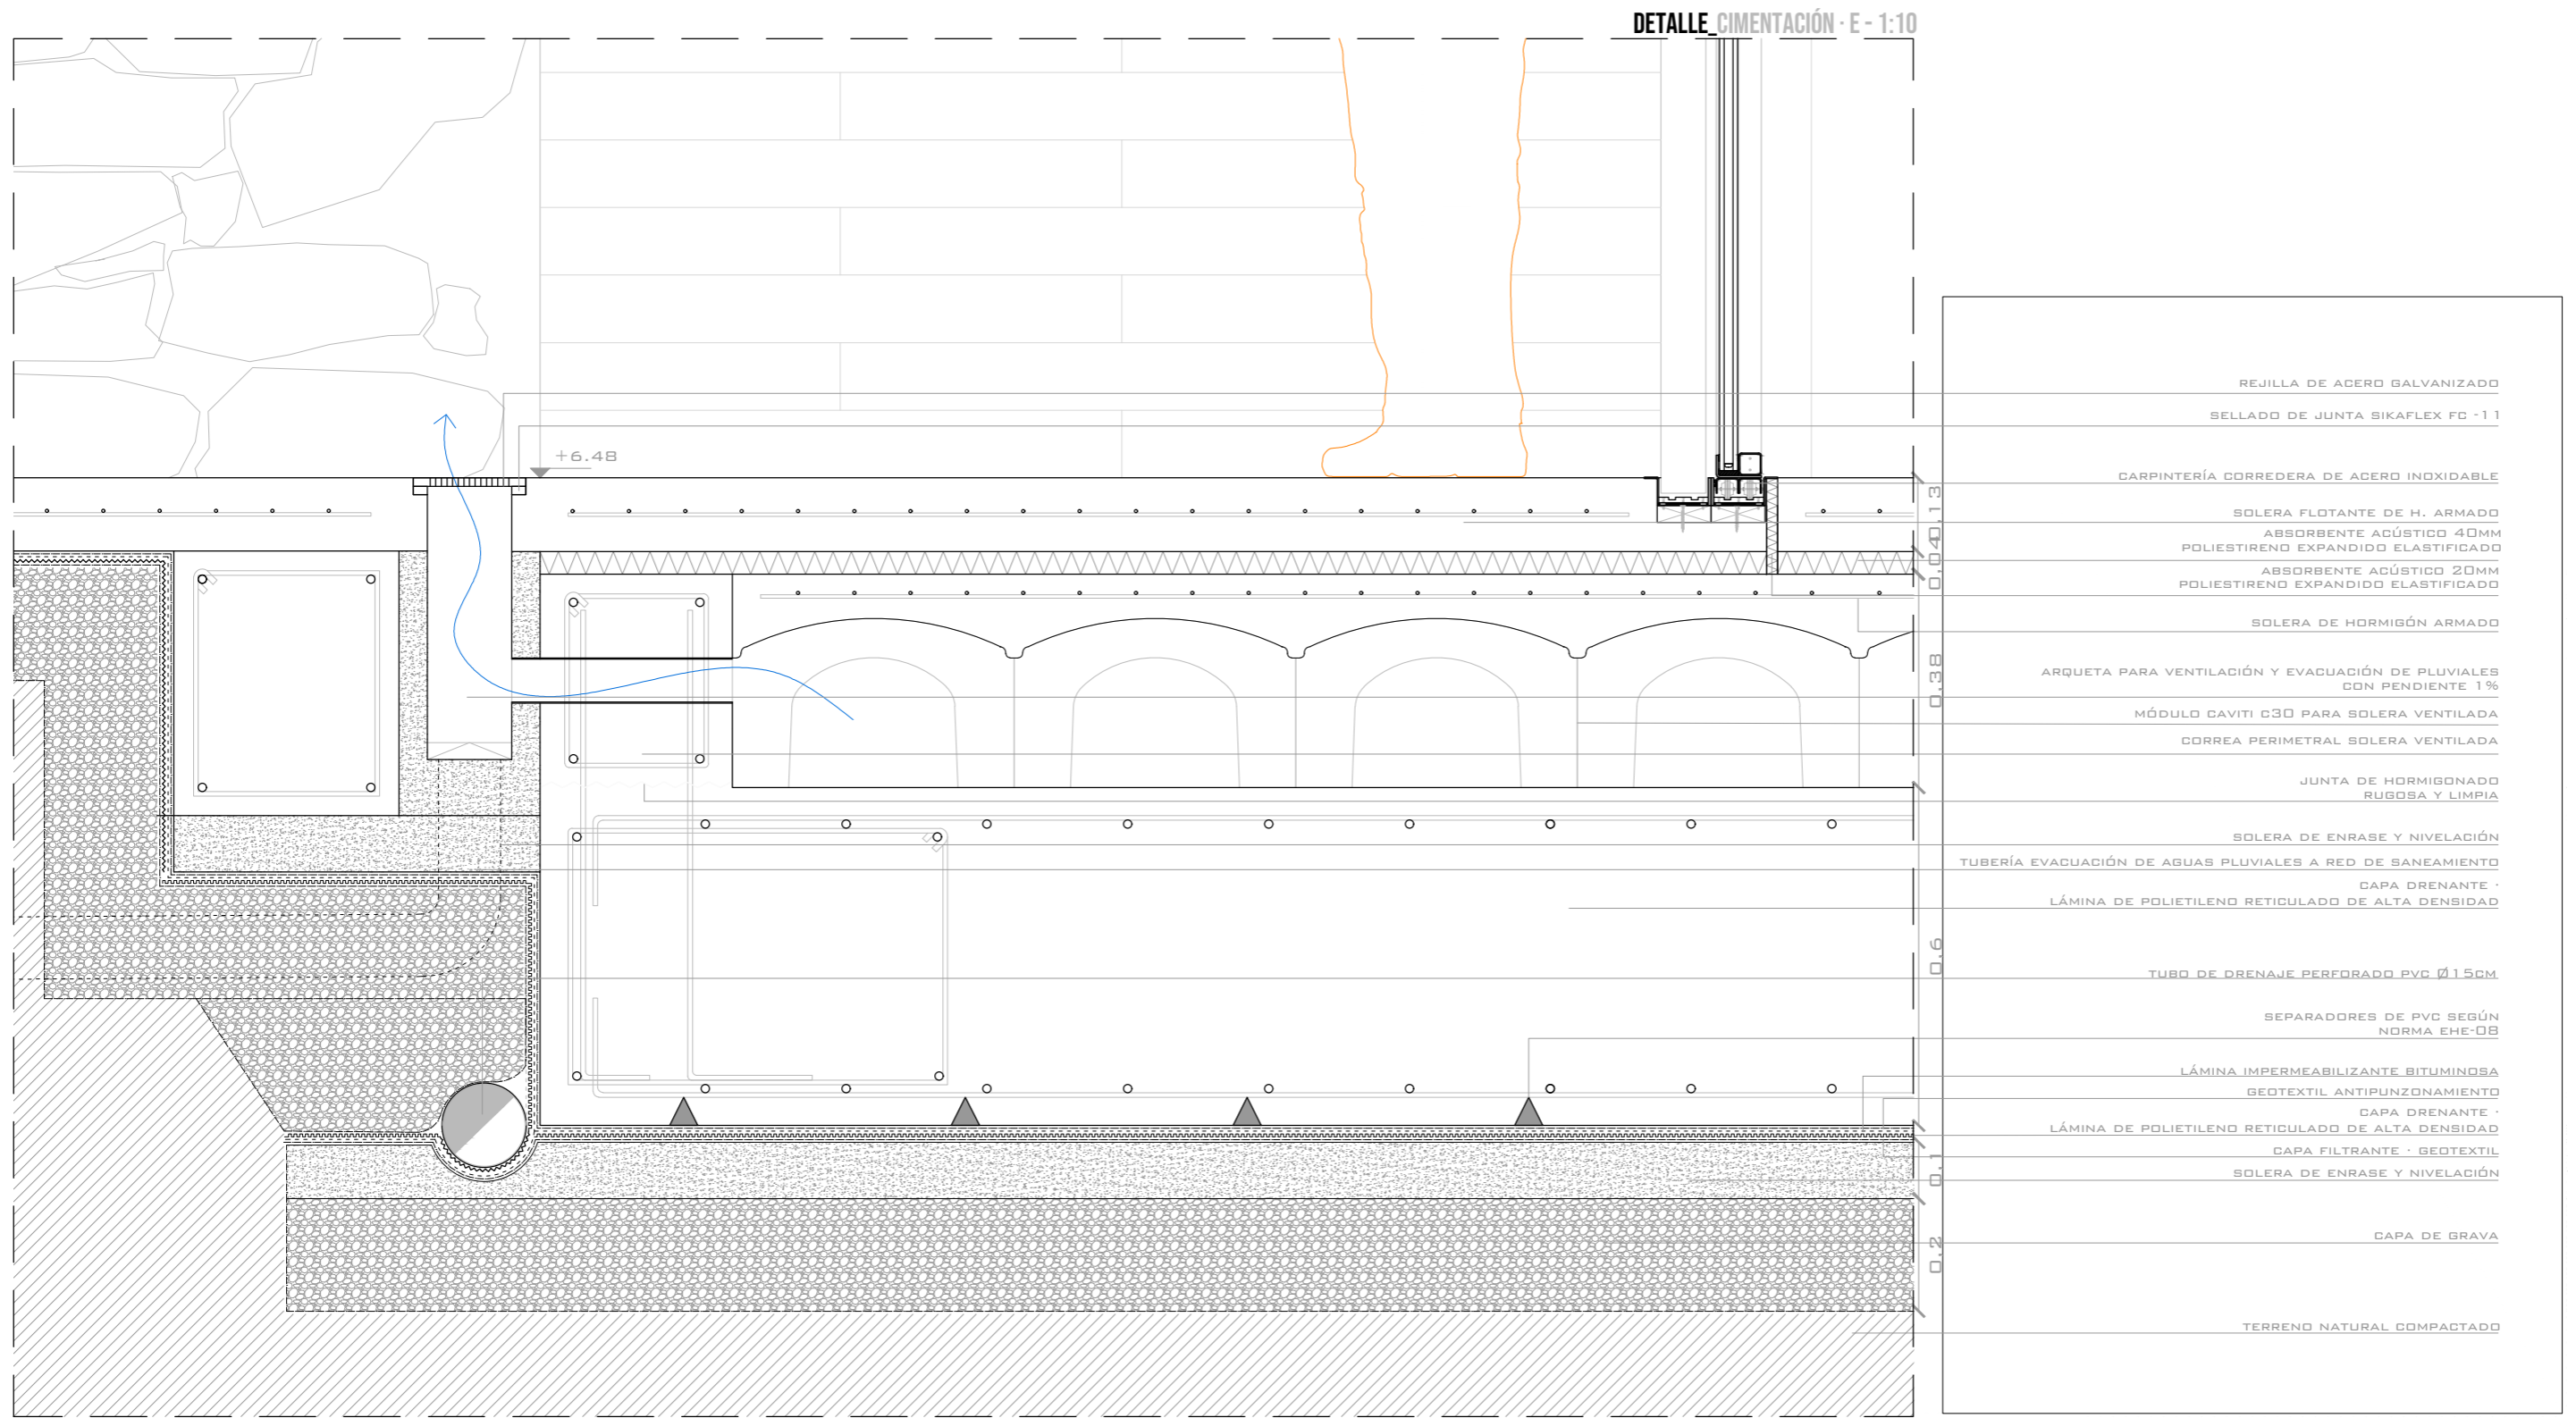 DETALLE_CIMENTACIÓN · E - 1:10
+6.48
REJILLA DE ACERO GALVANIZADO
SELLADO DE JUNTA SIKAFLEX FC -11
CARPINTERÍA CORREDERA DE ACERO INOXIDABLE
0,13
SOLERA FLOTANTE DE H. ARMADO
ABSORBENTE ACÚSTICO 40MM
POLIESTIRENO EXPANDIDO ELASTIFICADO
0,04
ABSORBENTE ACÚSTICO 20MM
POLIESTIRENO EXPANDIDO ELASTIFICADO
SOLERA DE HORMIGÓN ARMADO
0.38
ARQUETA PARA VENTILACIÓN Y EVACUACIÓN DE PLUVIALES
CON PENDIENTE 1%
MÓDULO CAVITI C30 PARA SOLERA VENTILADA
CORREA PERIMETRAL SOLERA VENTILADA
JUNTA DE HORMIGONADO
RUGOSA Y LIMPIA
SOLERA DE ENRASE Y NIVELACIÓN
TUBERÍA EVACUACIÓN DE AGUAS PLUVIALES A RED DE SANEAMIENTO
CAPA DRENANTE ·
LÁMINA DE POLIETILENO RETICULADO DE ALTA DENSIDAD
0.6
TUBO DE DRENAJE PERFORADO PVC Ø15CM
SEPARADORES DE PVC SEGÚN
NORMA EHE-08
LÁMINA IMPERMEABILIZANTE BITUMINOSA
GEOTEXTIL ANTIPUNZONAMIENTO
CAPA DRENANTE ·
LÁMINA DE POLIETILENO RETICULADO DE ALTA DENSIDAD
CAPA FILTRANTE · GEOTEXTIL
0.1
SOLERA DE ENRASE Y NIVELACIÓN
CAPA DE GRAVA
0.2
TERRENO NATURAL COMPACTADO